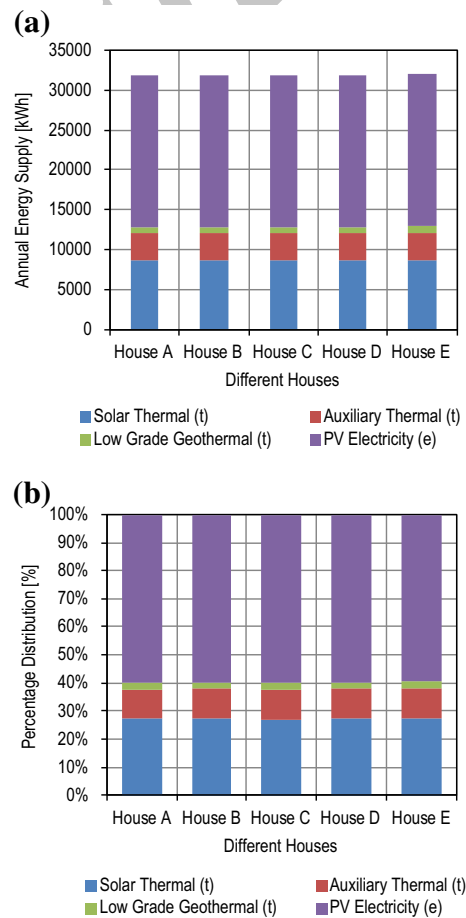 (a)
Annual Energy Supply [kWh]
35000
30000
25000
20000
15000
10000
5000
0
House A House B House C House D House E
Different Houses
Solar Thermal (t) Auxiliary Thermal (t)
Low Grade Geothermal (t) PV Electricity (e)
(b)
Percentage Distribution [%]
100%
90%
80%
70%
60%
50%
40%
30%
20%
10%
0%
House A House B House C House D House E
Different Houses
Solar Thermal (t) Auxiliary Thermal (t)
Low Grade Geothermal (t) PV Electricity (e)